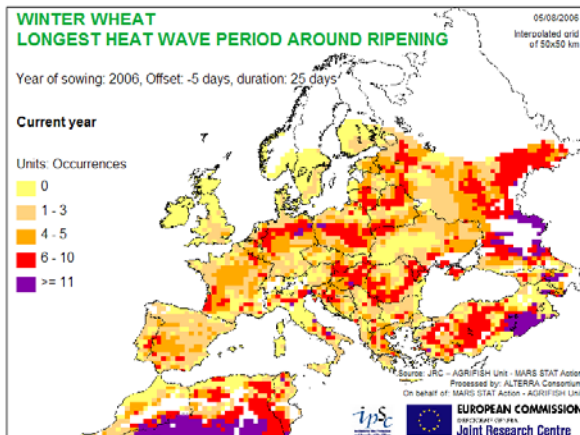 WINTER WHEAT
LONGEST HEAT WAVE PERIOD AROUND RIPENING
05/08/2006
Interpolated grid
of 50x50 km
Year of sowing: 2006, Offset: -5 days, duration: 25 days
Current year
Units: Occurrences
0
1 - 3
4 - 5
6 - 10
>= 11
Source: JRC – AGRIFISH Unit - MARS STAT Action
Processed by: ALTERRA Consortium
On behalf of: MARS STAT Action - AGRIFISH Unit
ipsc
EUROPEAN COMMISSION
Joint Research Centre